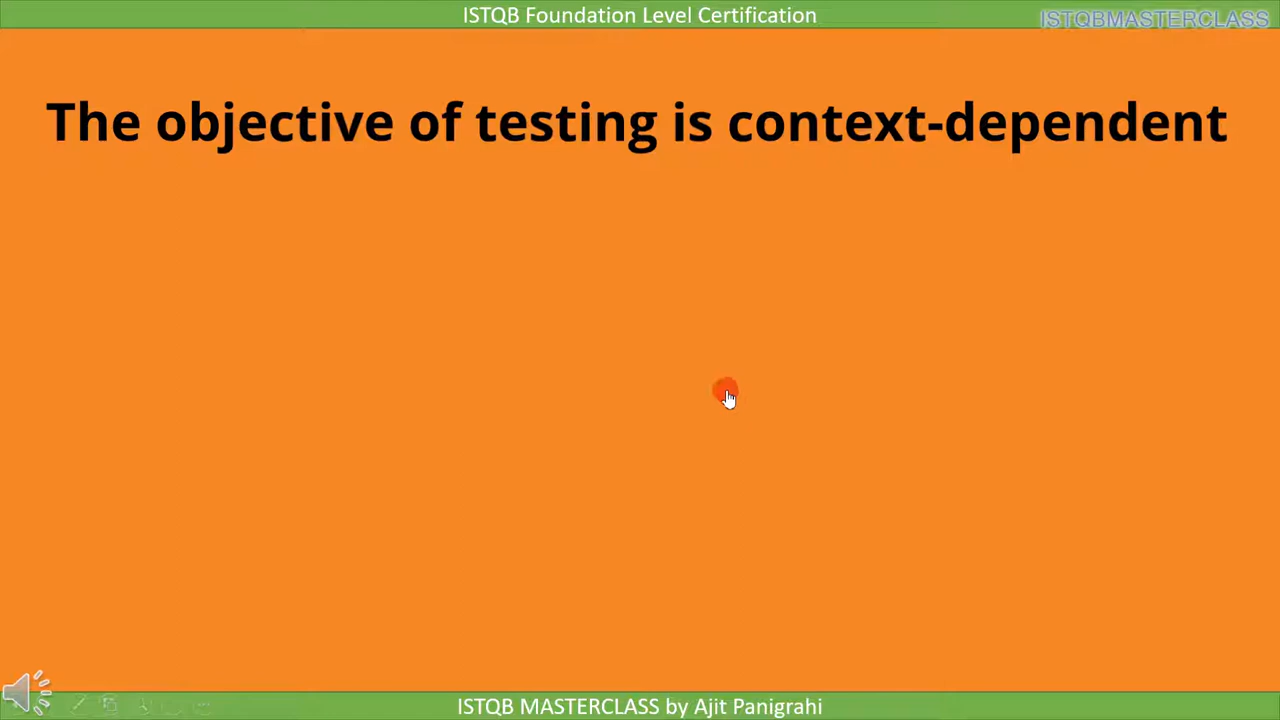 ISTQB Foundation Level Certification
ISTQBMASTERCLASS
The objective of testing is context-dependent
ISTQB MASTERCLASS by Ajit Panigrahi